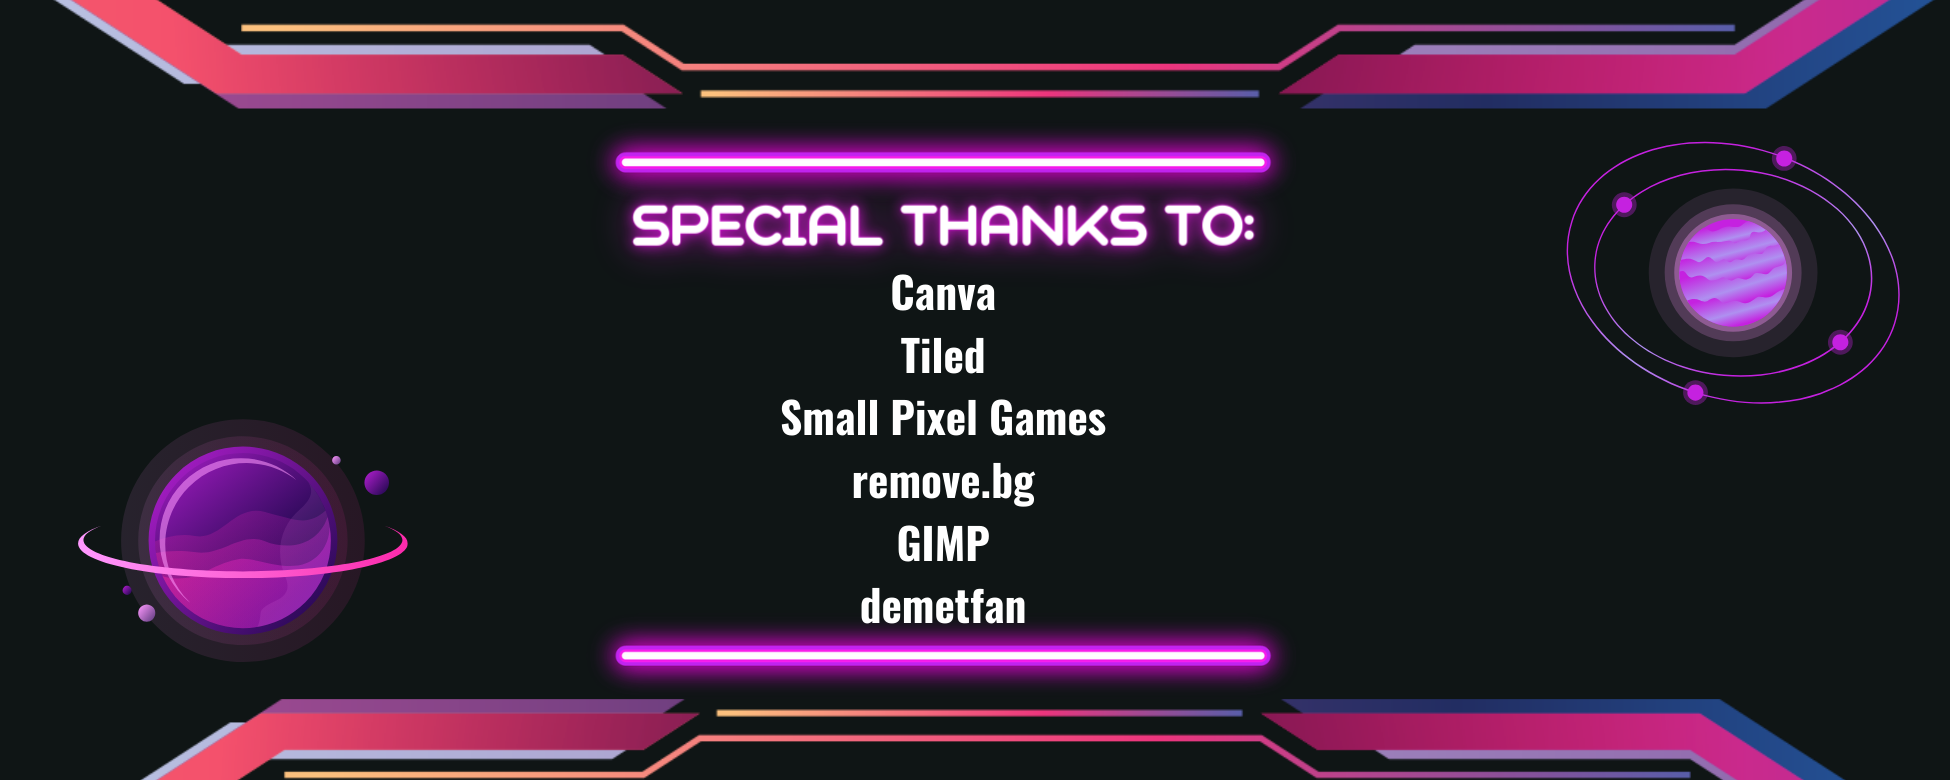 SPECIAL THANKS TO:
Canva
Tiled
Small Pixel Games
remove.bg
GIMP
demetfan